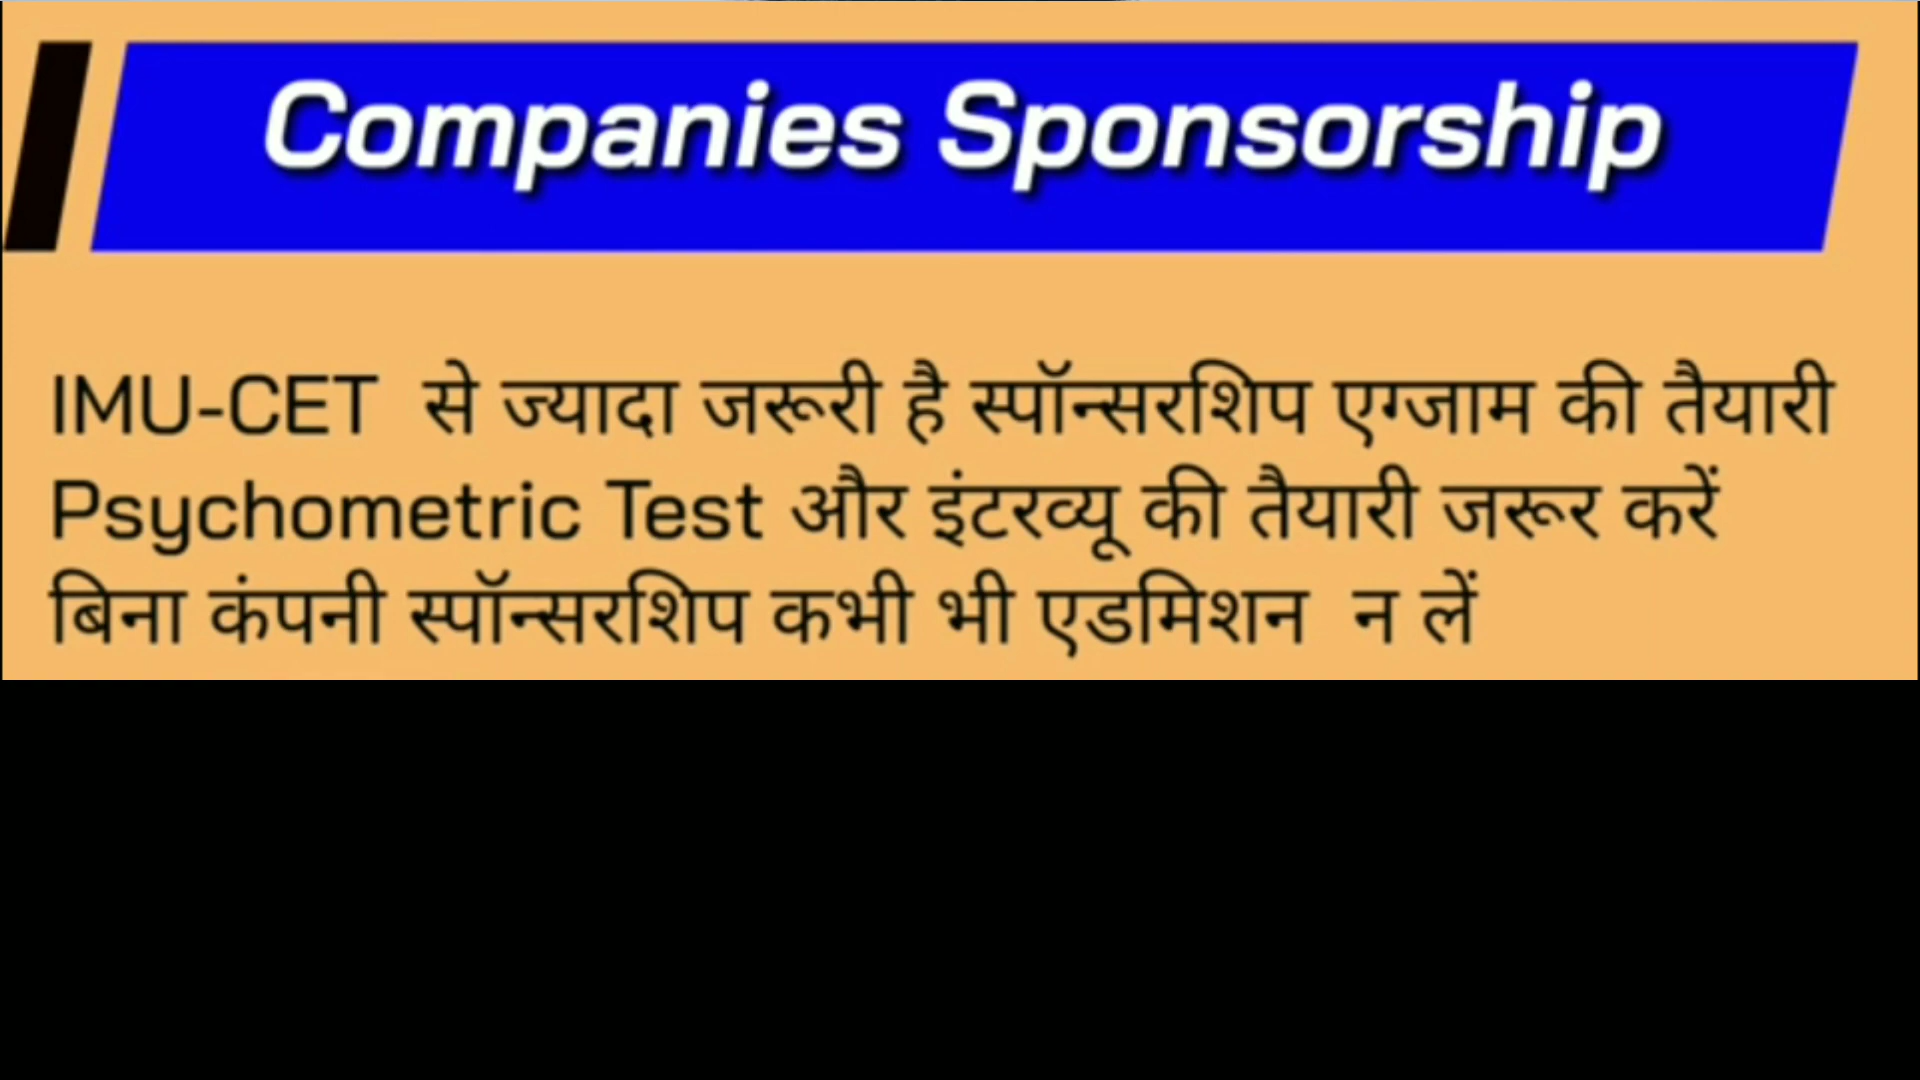 Companies Sponsorship
IMU-CET से ज्यादा जरूरी है स्पॉन्सरशिप एग्जाम की तैयारी
Psychometric Test और इंटरव्यू की तैयारी जरूर करें
बिना कंपनी स्पॉन्सरशिप कभी भी एडमिशन न लें